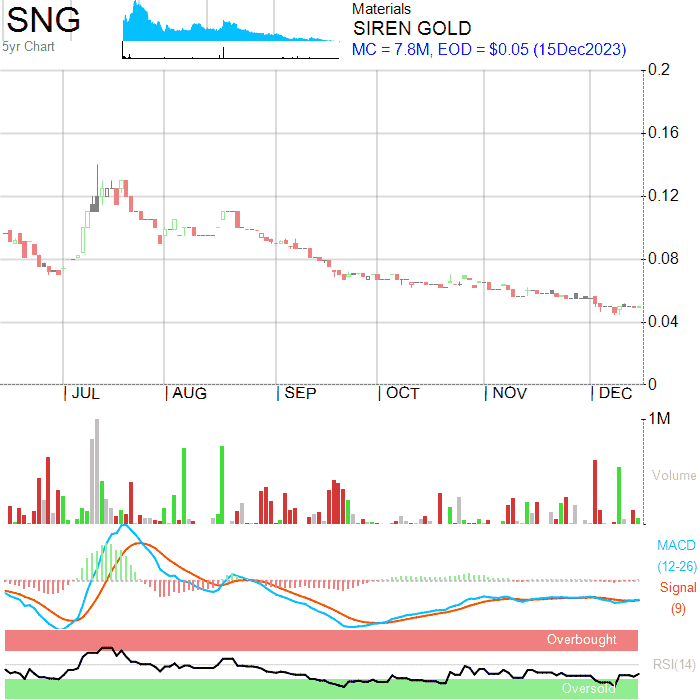 SNG
5yr Chart
Materials
SIREN GOLD
MC = 7.8M, EOD = $0.05 (15Dec2023)
0.2
0.16
0.12
0.08
0.04
0
JUL AUG SEP OCT NOV DEC
1M
Volume
MACD
(12-26)
Signal
(9)
Overbought
RSI(14)
Oversold